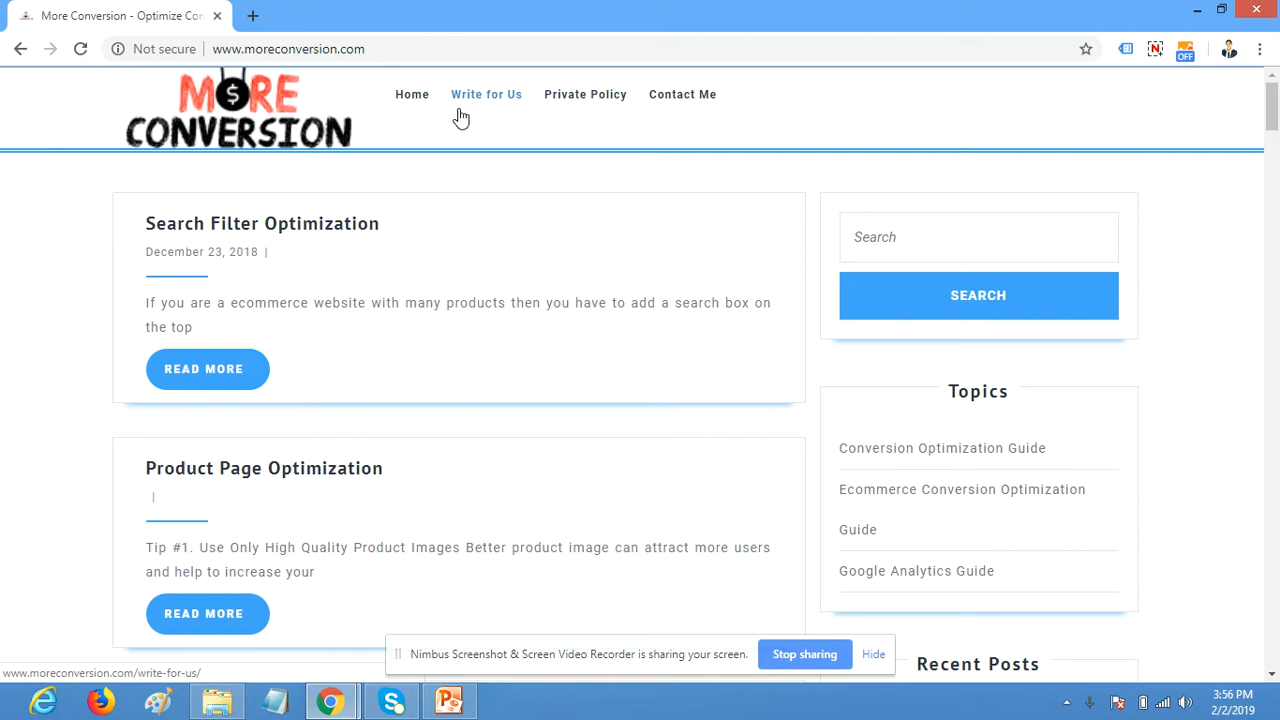 More Conversion - Optimize Con
Not secure
www.moreconversion.com
N
OFF
MORE
$
CONVERSION
Home
Write for Us
Private Policy
Contact Me
Search Filter Optimization
December 23, 2018 |
If you are a ecommerce website with many products then you have to add a search box on
the top
READ MORE
Product Page Optimization
|
Tip #1. Use Only High Quality Product Images Better product image can attract more users
and help to increase your
READ MORE
Search
SEARCH
Topics
Conversion Optimization Guide
Ecommerce Conversion Optimization
Guide
Google Analytics Guide
Recent Posts
Nimbus Screenshot & Screen Video Recorder is sharing your screen.
Stop sharing
Hide
www.moreconversion.com/write-for-us/
3:56 PM
2/2/2019